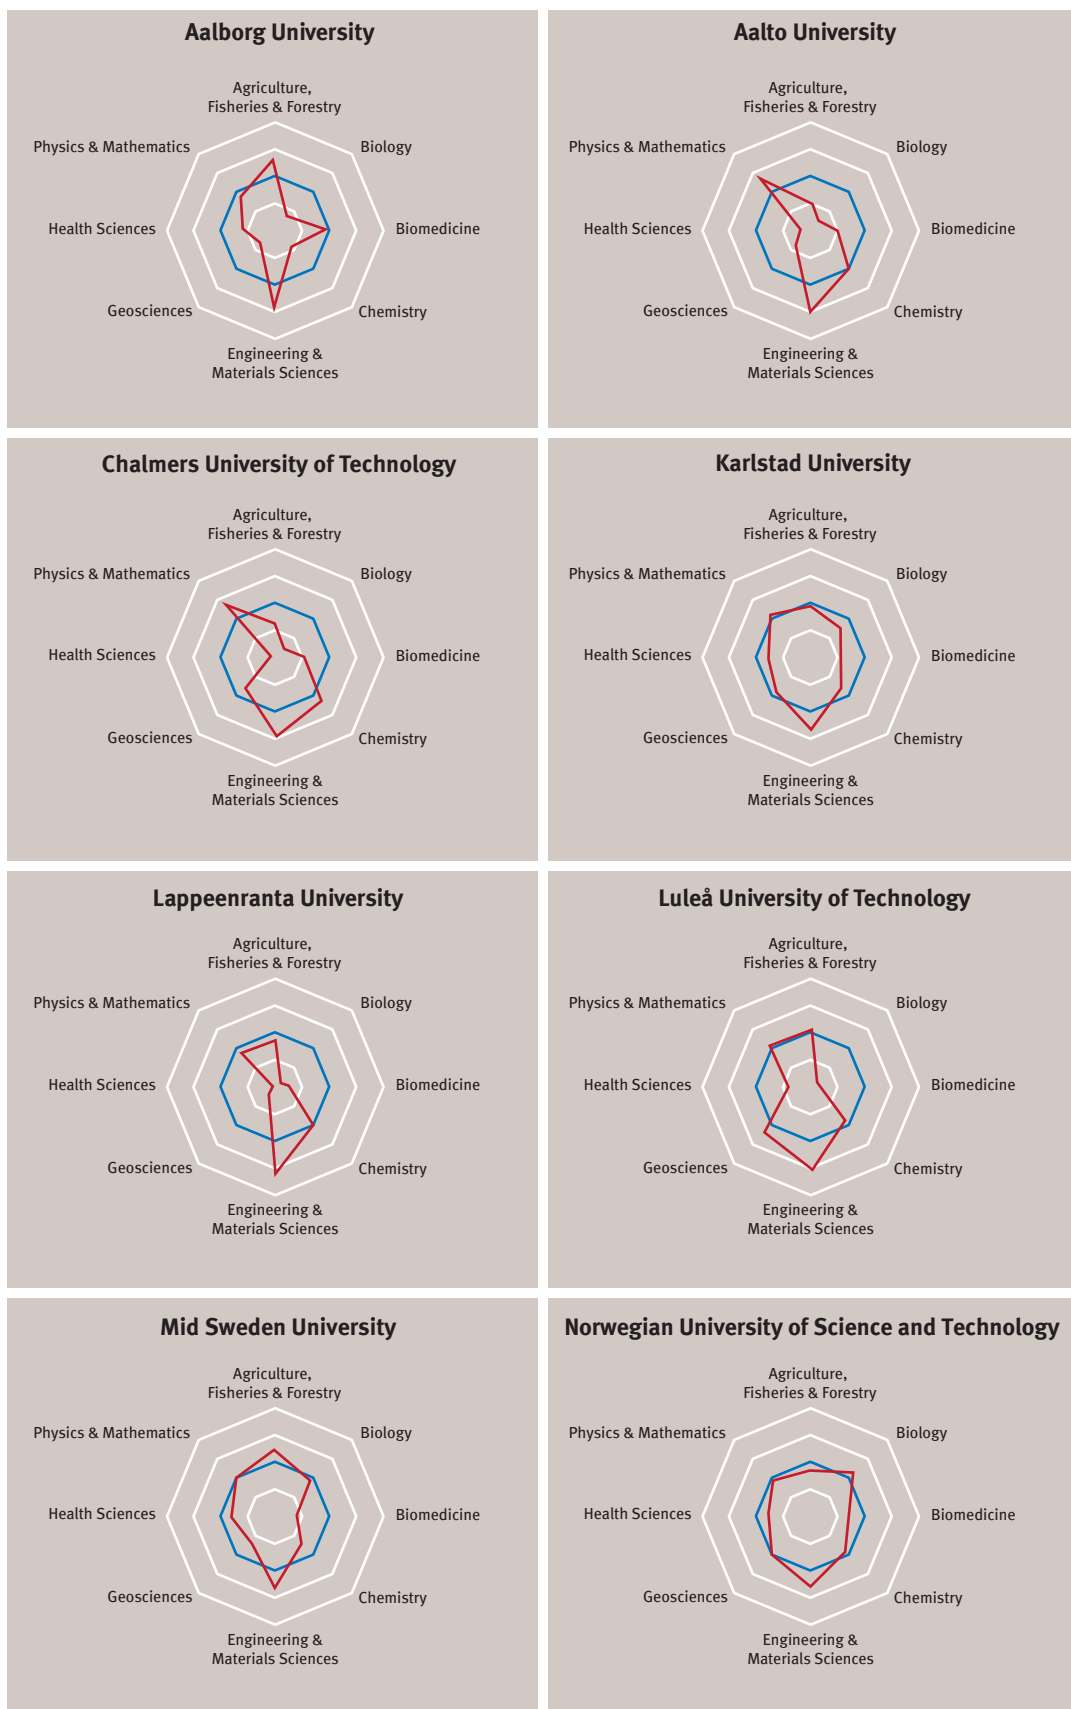 Aalborg University
Agriculture,
Fisheries & Forestry
Physics & Mathematics
Biology
Health Sciences
Biomedicine
Geosciences
Chemistry
Engineering &
Materials Sciences
Aalto University
Agriculture,
Fisheries & Forestry
Physics & Mathematics
Biology
Health Sciences
Biomedicine
Geosciences
Chemistry
Engineering &
Materials Sciences
Chalmers University of Technology
Agriculture,
Fisheries & Forestry
Physics & Mathematics
Biology
Health Sciences
Biomedicine
Geosciences
Chemistry
Engineering &
Materials Sciences
Karlstad University
Agriculture,
Fisheries & Forestry
Physics & Mathematics
Biology
Health Sciences
Biomedicine
Geosciences
Chemistry
Engineering &
Materials Sciences
Lappeenranta University
Agriculture,
Fisheries & Forestry
Physics & Mathematics
Biology
Health Sciences
Biomedicine
Geosciences
Chemistry
Engineering &
Materials Sciences
Luleå University of Technology
Agriculture,
Fisheries & Forestry
Physics & Mathematics
Biology
Health Sciences
Biomedicine
Geosciences
Chemistry
Engineering &
Materials Sciences
Mid Sweden University
Agriculture,
Fisheries & Forestry
Physics & Mathematics
Biology
Health Sciences
Biomedicine
Geosciences
Chemistry
Engineering &
Materials Sciences
Norwegian University of Science and Technology
Agriculture,
Fisheries & Forestry
Physics & Mathematics
Biology
Health Sciences
Biomedicine
Geosciences
Chemistry
Engineering &
Materials Sciences